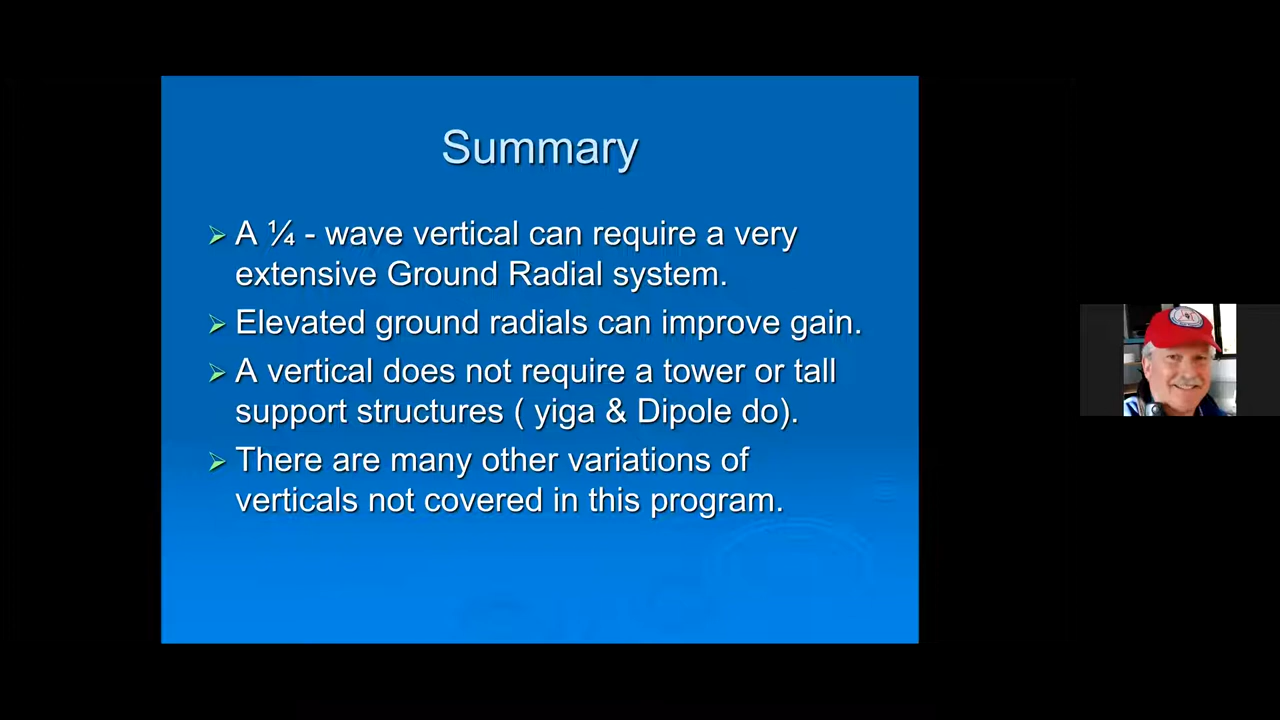 Summary
A ¼ - wave vertical can require a very
extensive Ground Radial system.
Elevated ground radials can improve gain.
A vertical does not require a tower or tall
support structures ( yiga & Dipole do).
There are many other variations of
verticals not covered in this program.